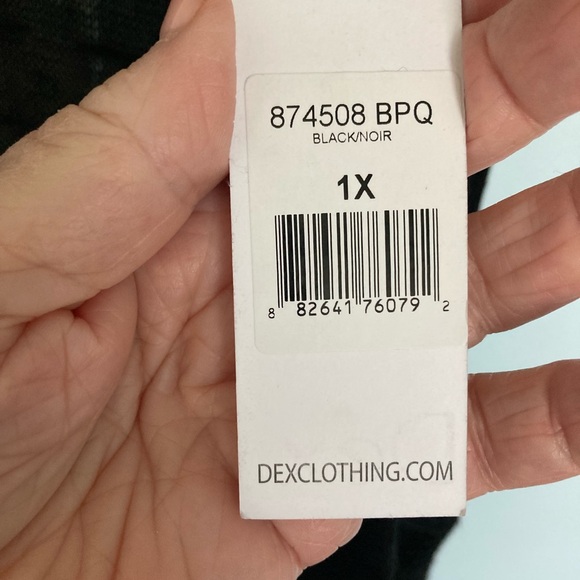 874508 BPQ
BLACK/NOIR
1X
8 82641 76079 2
DEXCLOTHING.COM